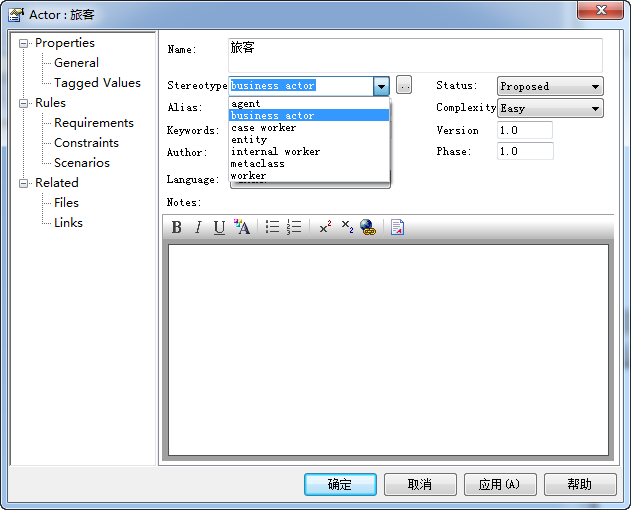 Actor : 旅客
Properties
General
Tagged Values
Rules
Requirements
Constraints
Scenarios
Related
Files
Links
Name:
旅客
Stereotype
business actor
..
Status:
Proposed
agent
business actor
case worker
entity
internal worker
metaclass
worker
Alias:
Complexity
Easy
Keywords:
Version
1.0
Author:
Phase:
1.0
Language:
Notes:
B I U A x² x₂
确定
取消
应用(A)
帮助